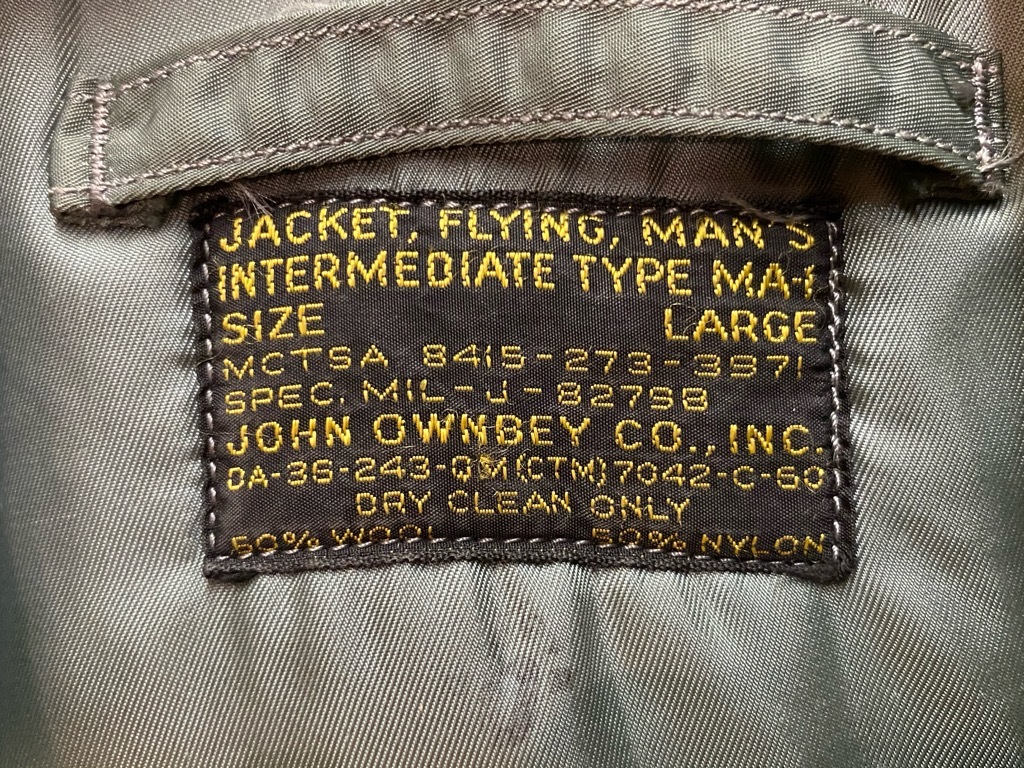 JACKET, FLYING, MAN'S
INTERMEDIATE TYPE MA-1
SIZE LARGE
MCTSA 8415-273-3971
SPEC. MIL-J-8279B
JOHN OWNBEY CO., INC.
DA-36-243-QM(CTM)7042-C-60
DRY CLEAN ONLY
50% WOOL 50% NYLON